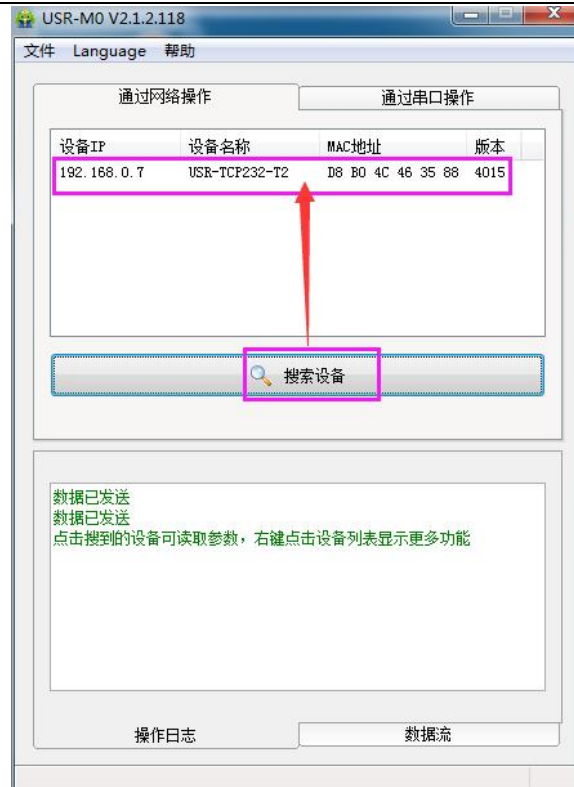 USR-M0 V2.1.2.118
文件 Language 帮助
通过网络操作 通过串口操作
设备IP 设备名称 MAC地址 版本
192.168.0.7 USR-TCP232-T2 D8 B0 4C 46 35 88 4015
搜索设备
数据已发送
数据已发送
点击搜到的设备可读取参数，右键点击设备列表显示更多功能
操作日志 数据流